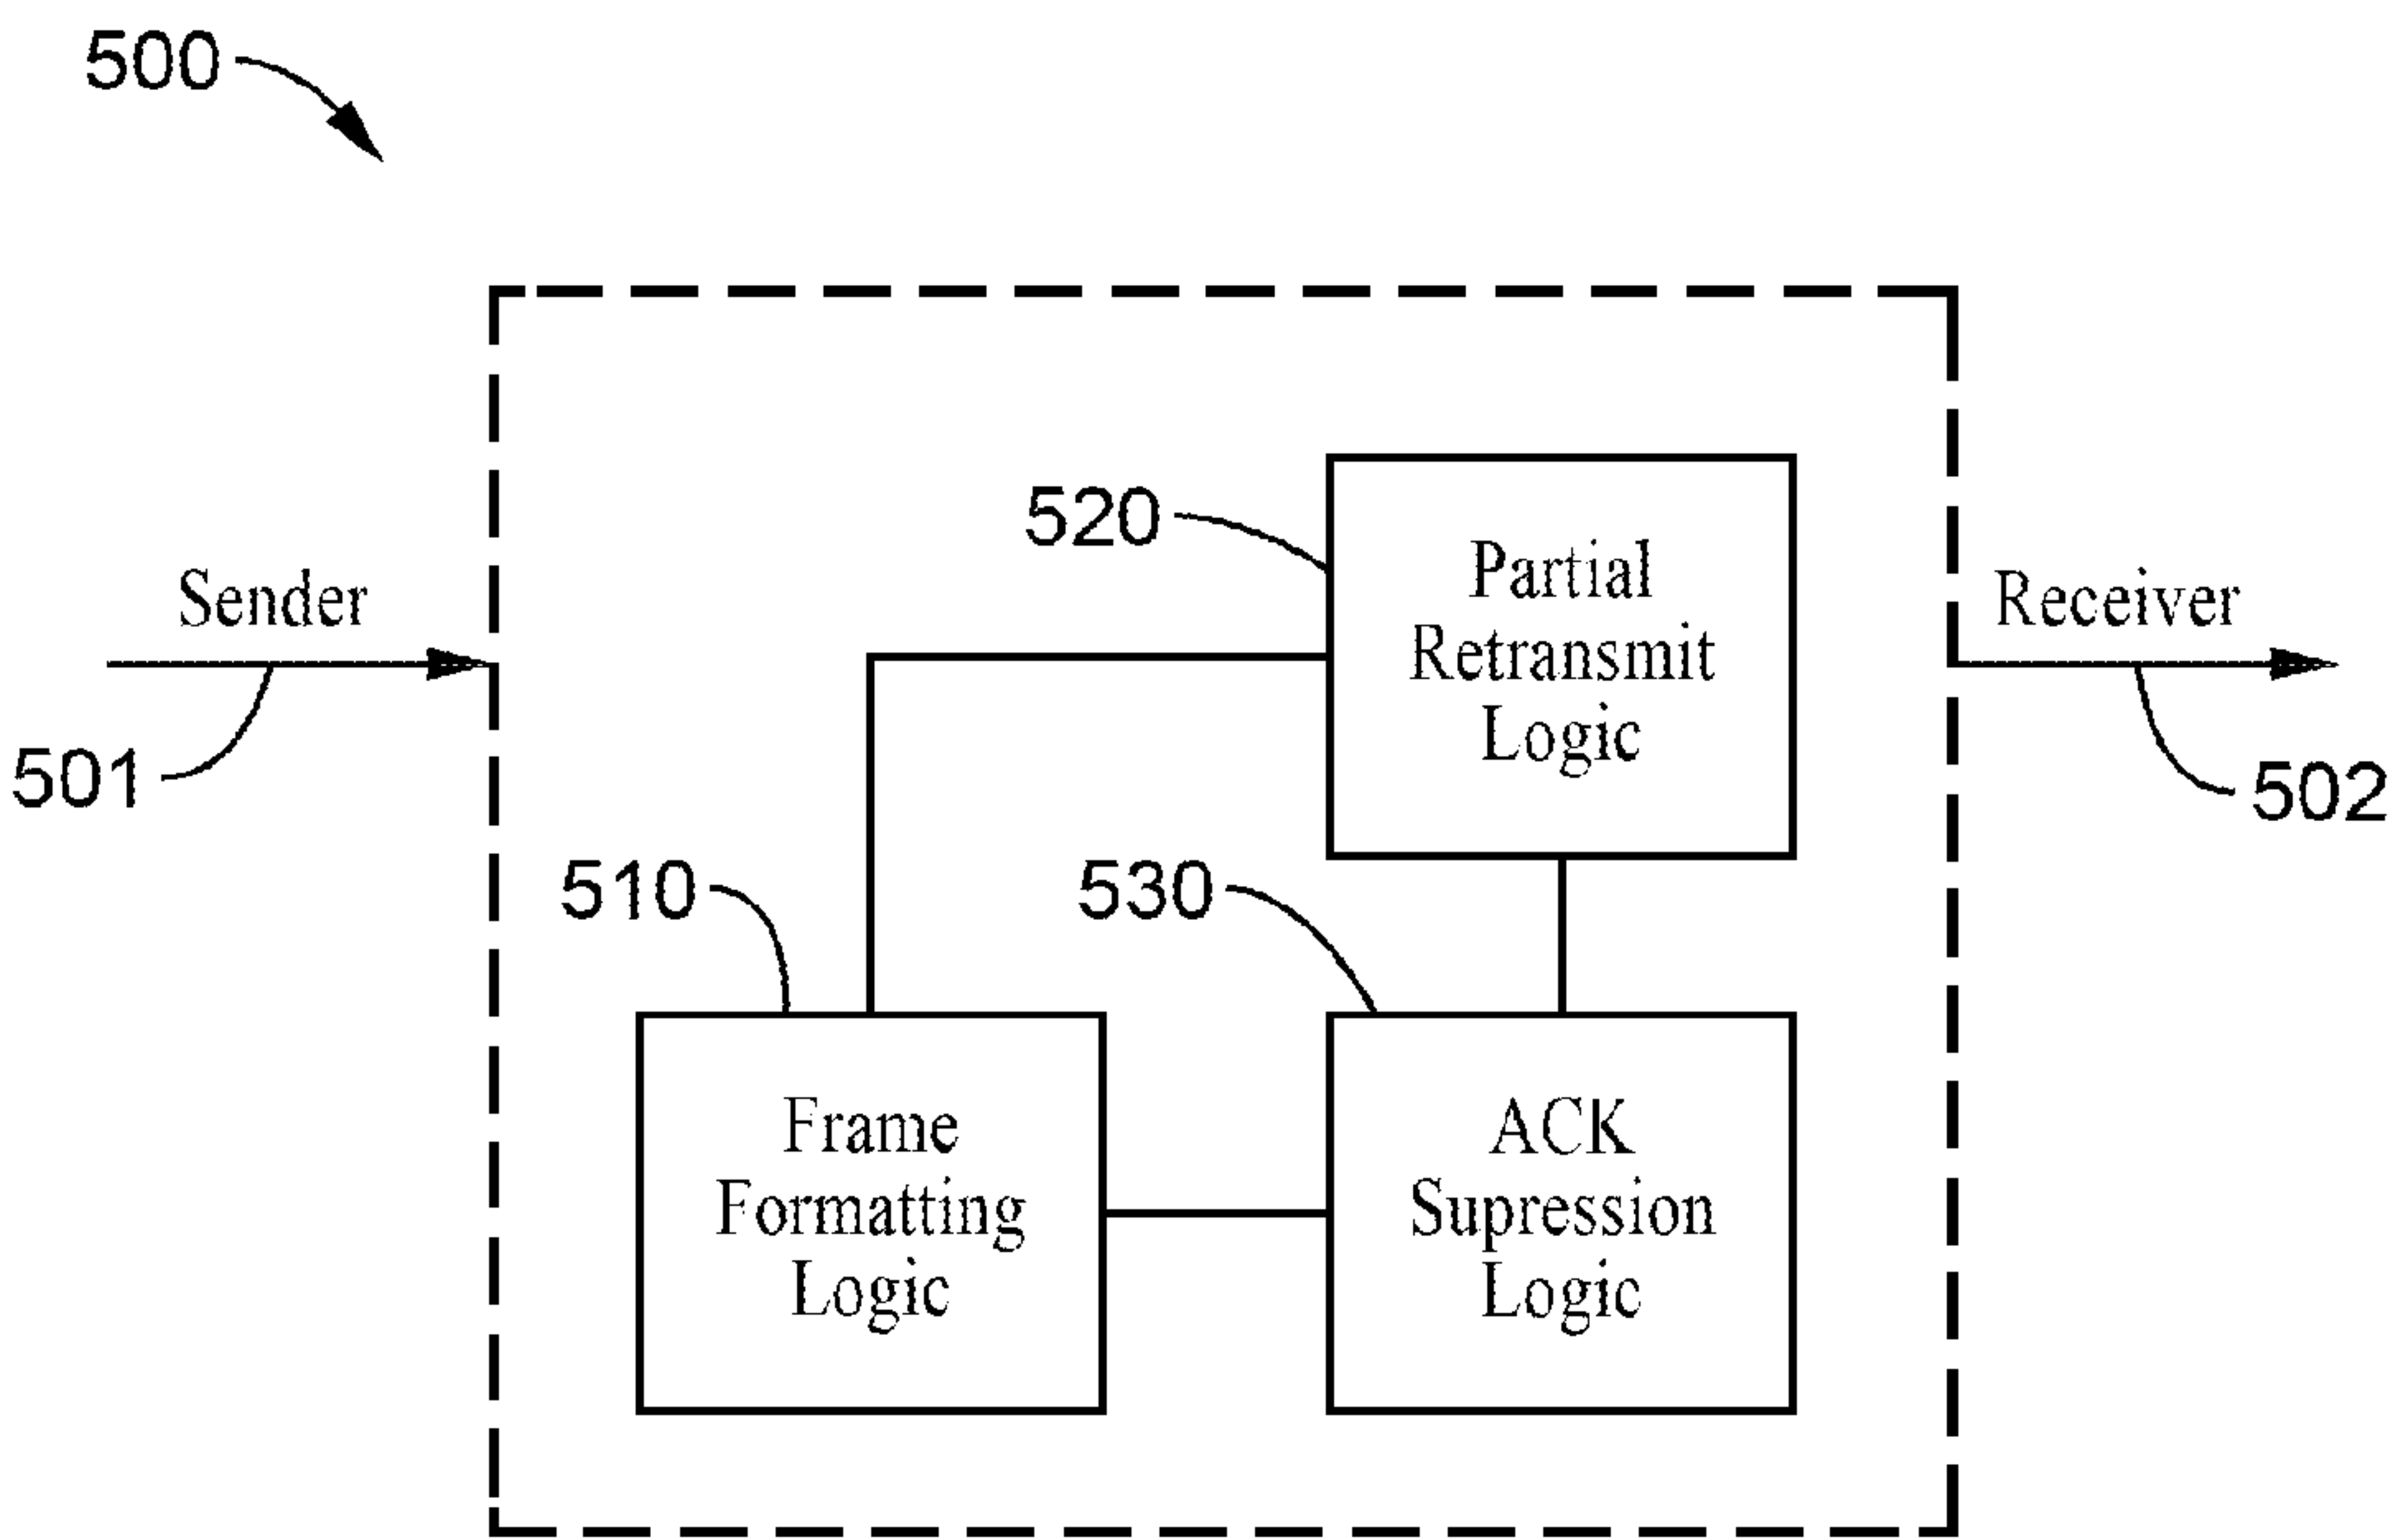 500
520
Partial
Retransmit
Logic
Sender
Receiver
501
502
510
530
Frame
Formatting
Logic
ACK
Supression
Logic